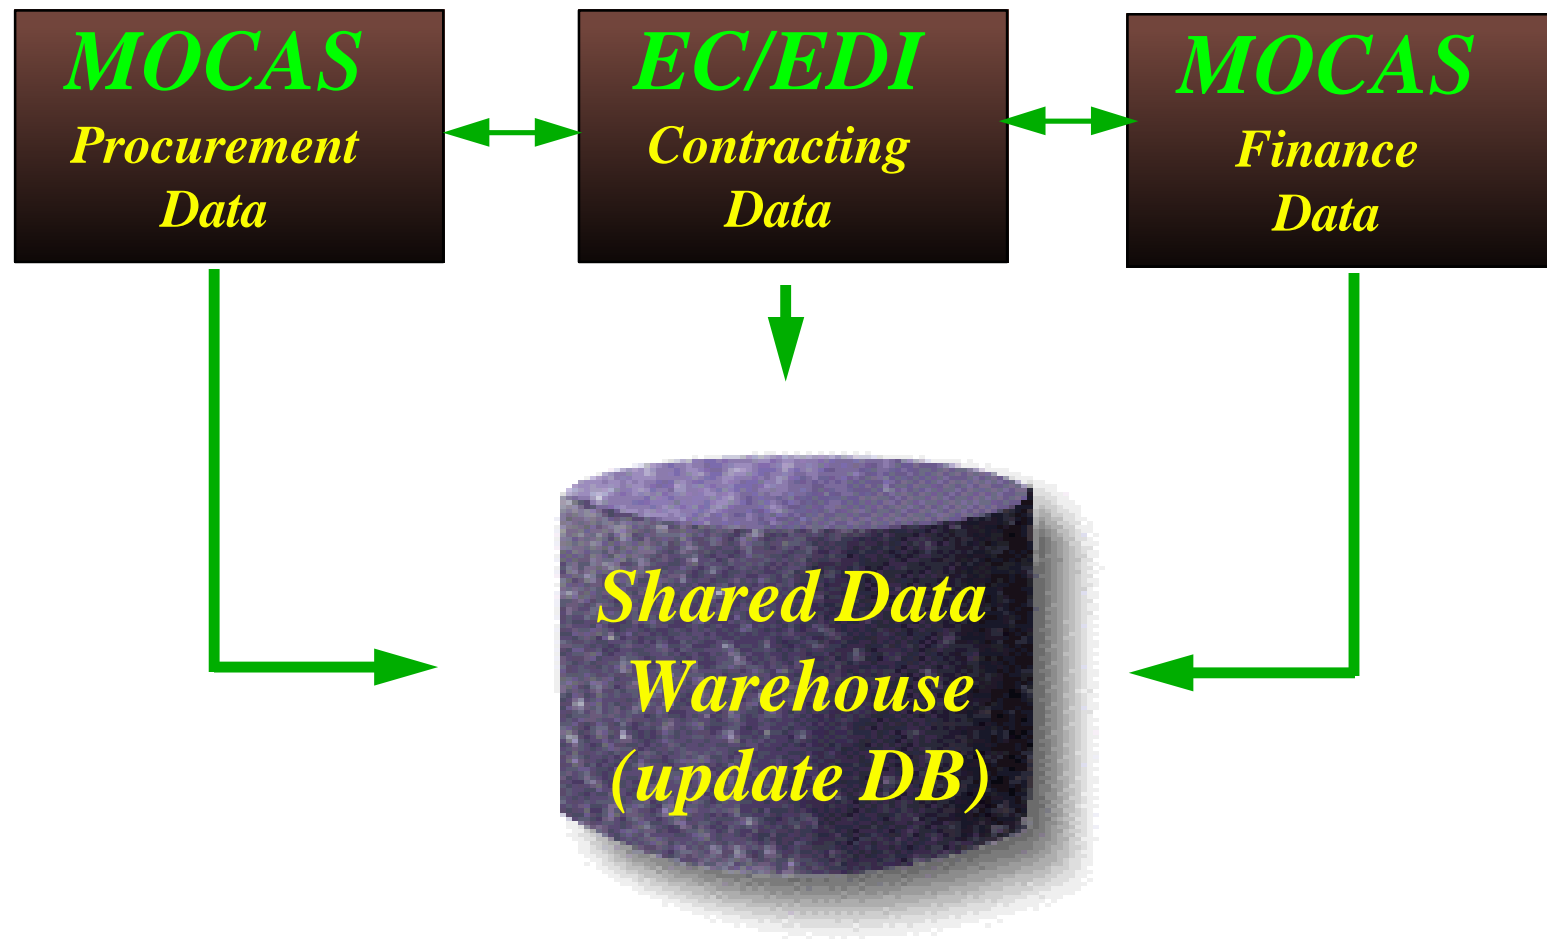 MOCAS
Procurement
Data
EC/EDI
Contracting
Data
MOCAS
Finance
Data
Shared Data
Warehouse
(update DB)